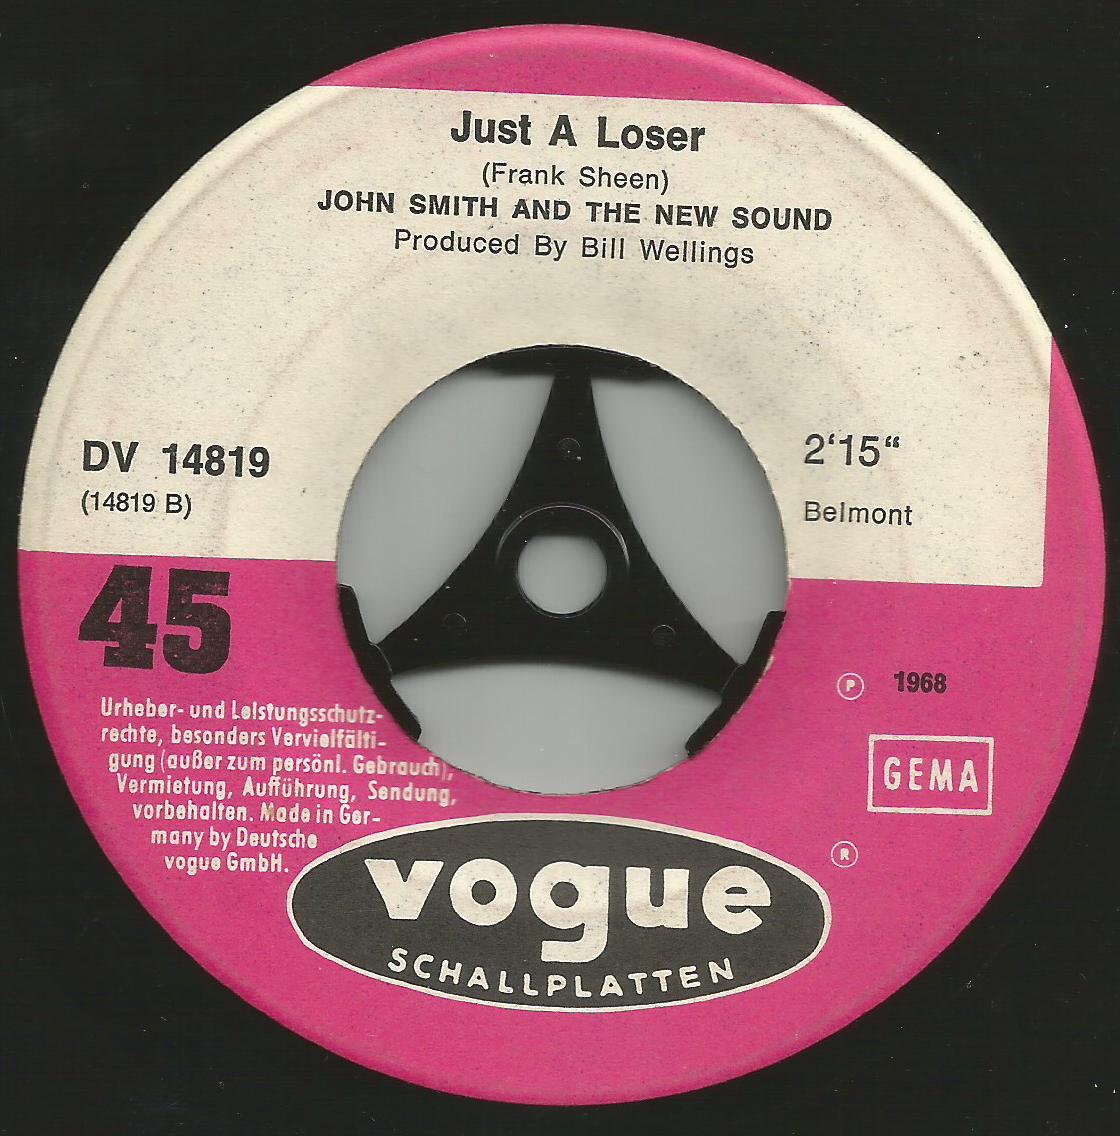 Just A Loser
(Frank Sheen)
JOHN SMITH AND THE NEW SOUND
Produced By Bill Wellings
DV 14819
(14819 B)
2‘15“
Belmont
45
Urheber- und Leistungsschutz-
rechte, besonders Vervielfälti-
gung (außer zum persönl. Gebrauch),
Vermietung, Aufführung, Sendung,
vorbehalten. Made in Ger-
many by Deutsche
vogue GmbH.
℗ 1968
GEMA
®
vogue
SCHALLPLATTEN